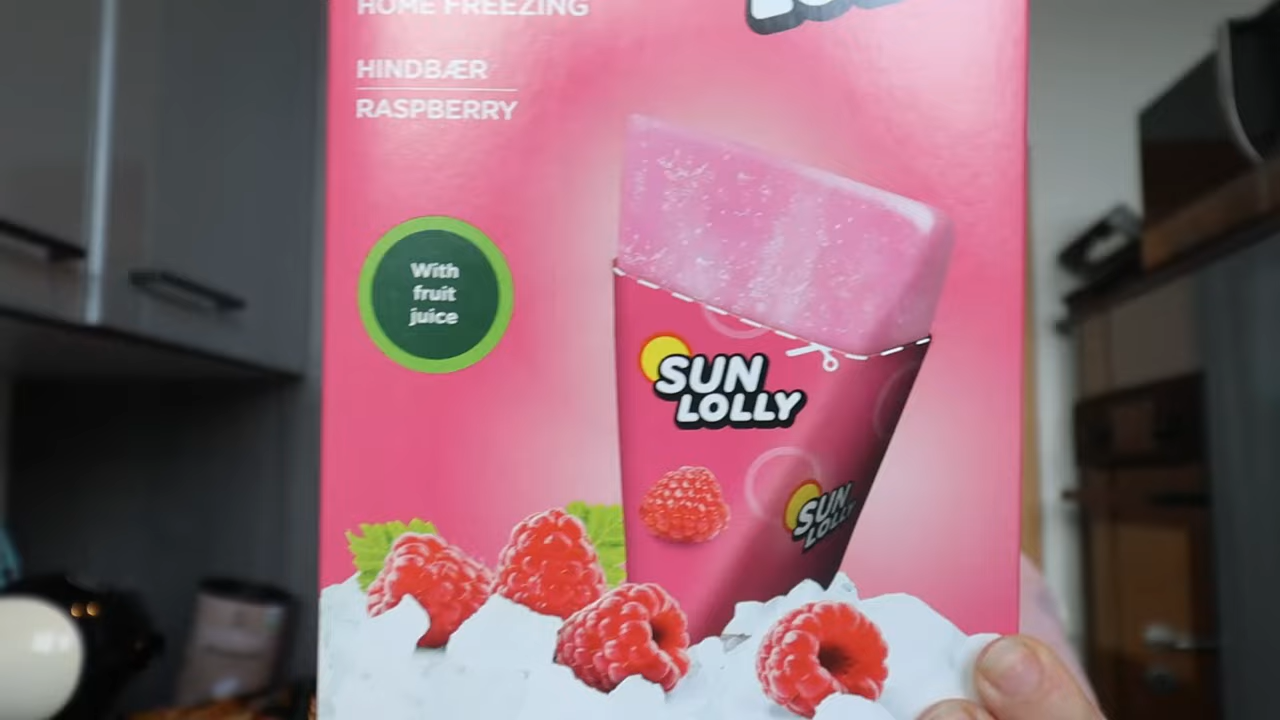 HOME FREEZING
HINDBÆR
RASPBERRY
With
fruit
juice
SUN
LOLLY
SUN
LOLLY